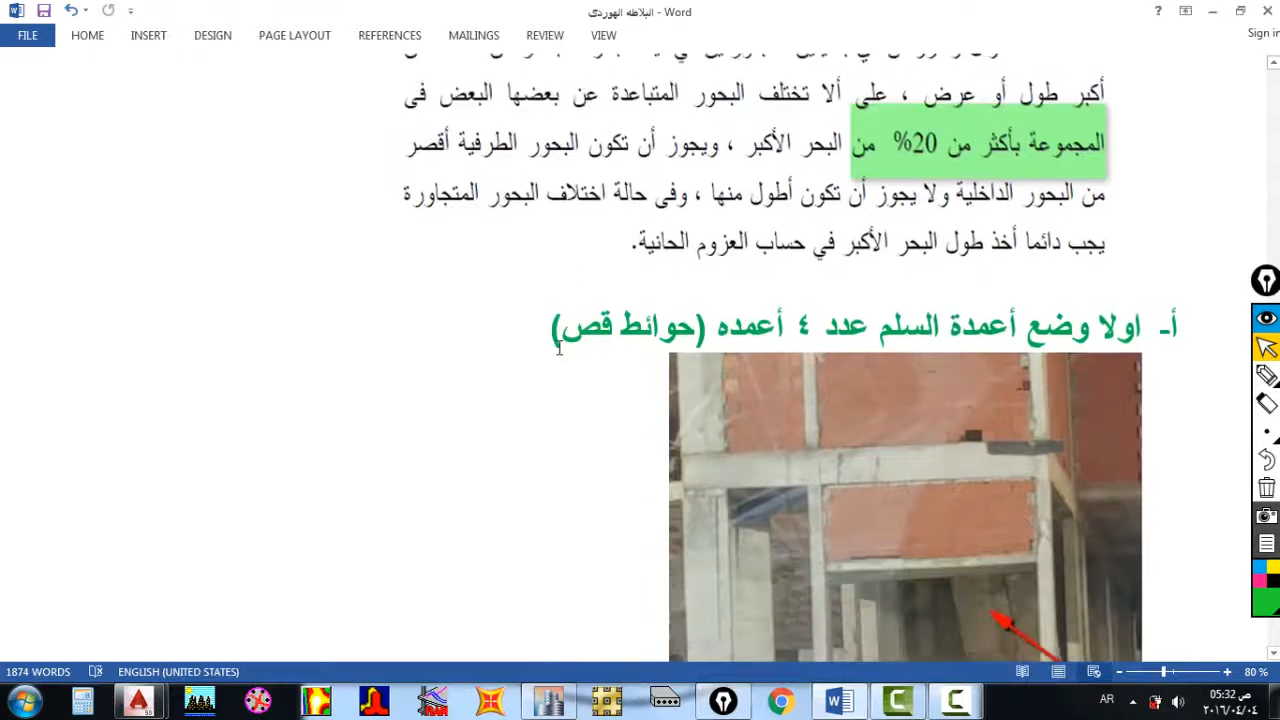 البلاطه الهوردى - Word
Sign in
FILE HOME INSERT DESIGN PAGE LAYOUT REFERENCES MAILINGS REVIEW VIEW
أكبر طول أو عرض ، على ألا تختلف البحور المتباعدة عن بعضها البعض فى
المجموعة بأكثر من 20% من البحر الأكبر ، ويجوز أن تكون البحور الطرفية أقصر
من البحور الداخلية ولا يجوز أن تكون أطول منها ، وفى حالة اختلاف البحور المتجاورة
يجب دائما أخذ طول البحر الأكبر في حساب العزوم الحانية.
أ- اولا وضع أعمدة السلم عدد ٤ أعمده (حوائط قص)
1874 WORDS ENGLISH (UNITED STATES) 80 %
AR
05:32 ص
٢٠١٦/٠٤/٠٤